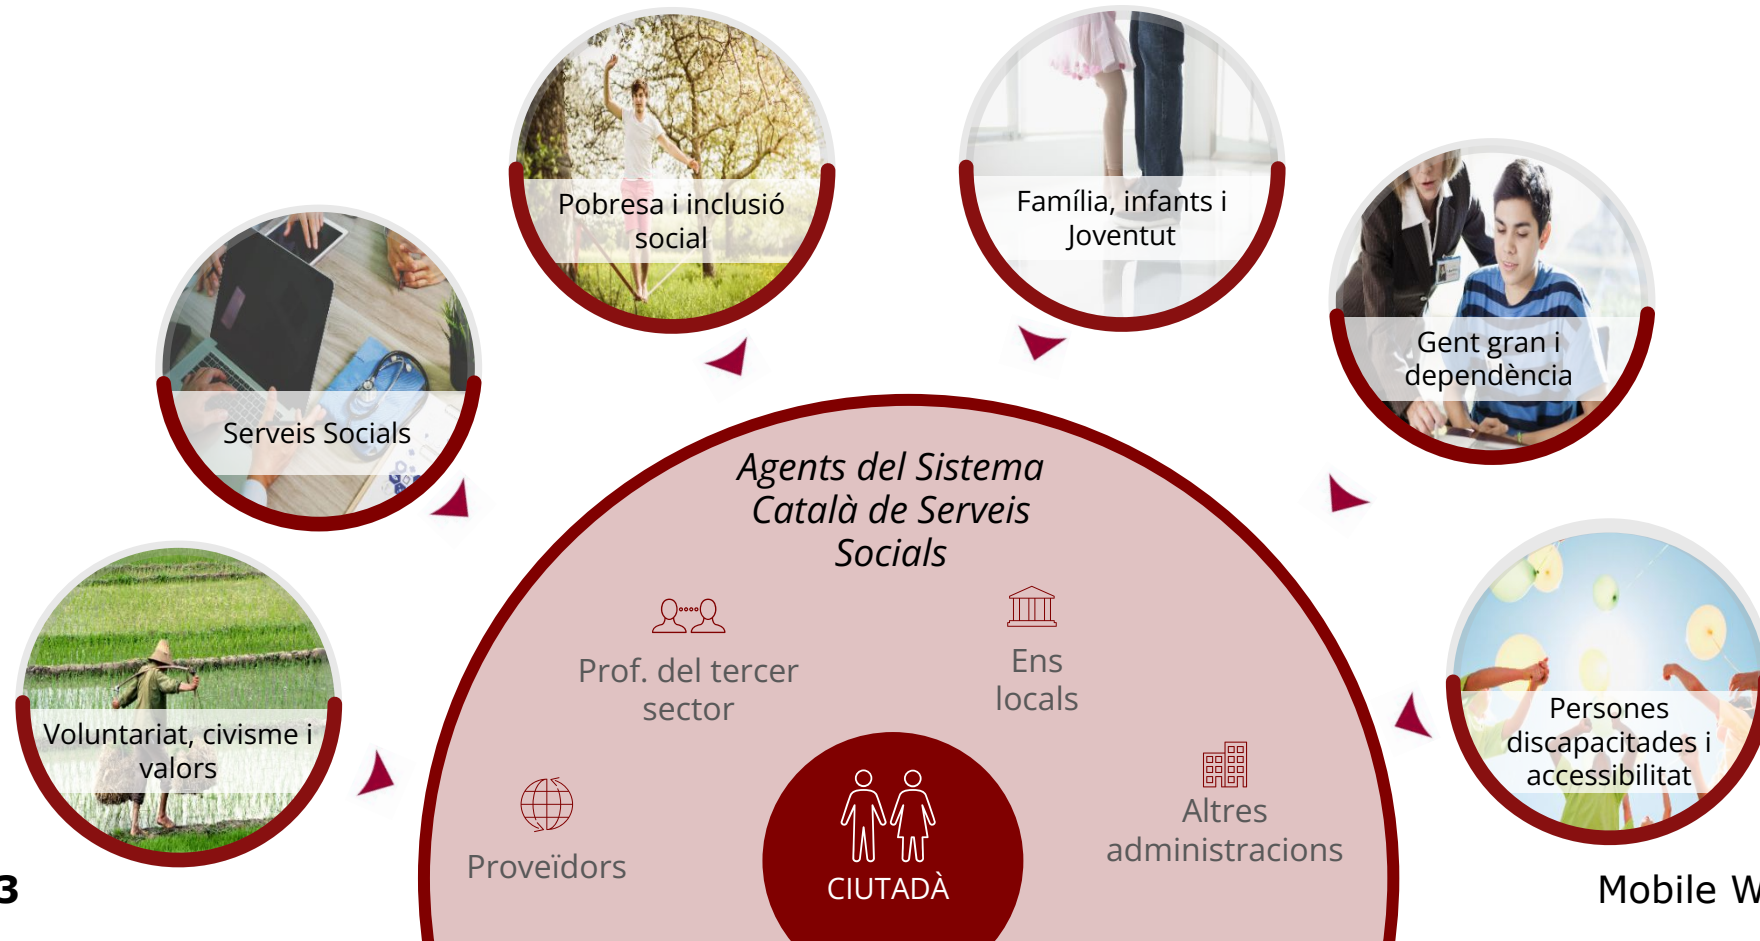 Pobresa i inclusió
social
Família, infants i
Joventut
Gent gran i
dependència
Serveis Socials
Agents del Sistema
Català de Serveis
Socials
Prof. del tercer
sector
Ens
locals
Persones
discapacitades i
accessibilitat
Voluntariat, civisme i
valors
Altres
administracions
Proveïdors
CIUTADÀ
3
Mobile W